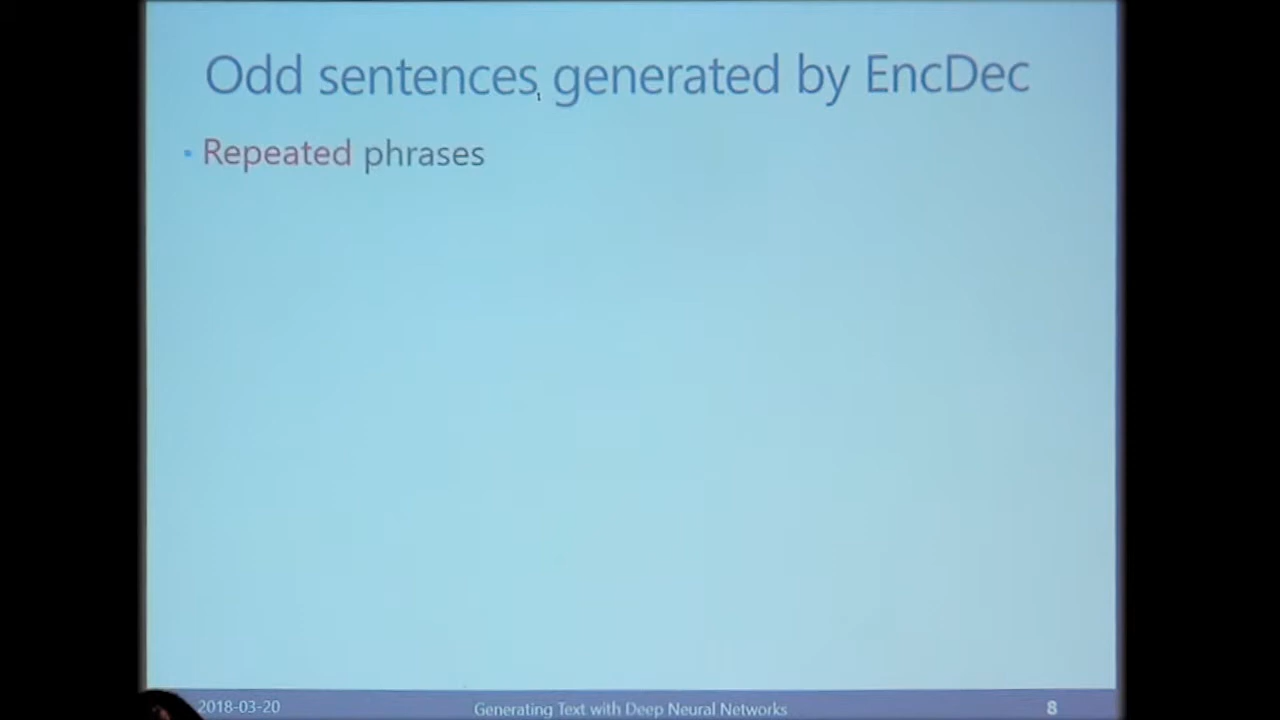 Odd sentences generated by EncDec
• Repeated phrases
2018-03-20
Generating Text with Deep Neural Networks
8